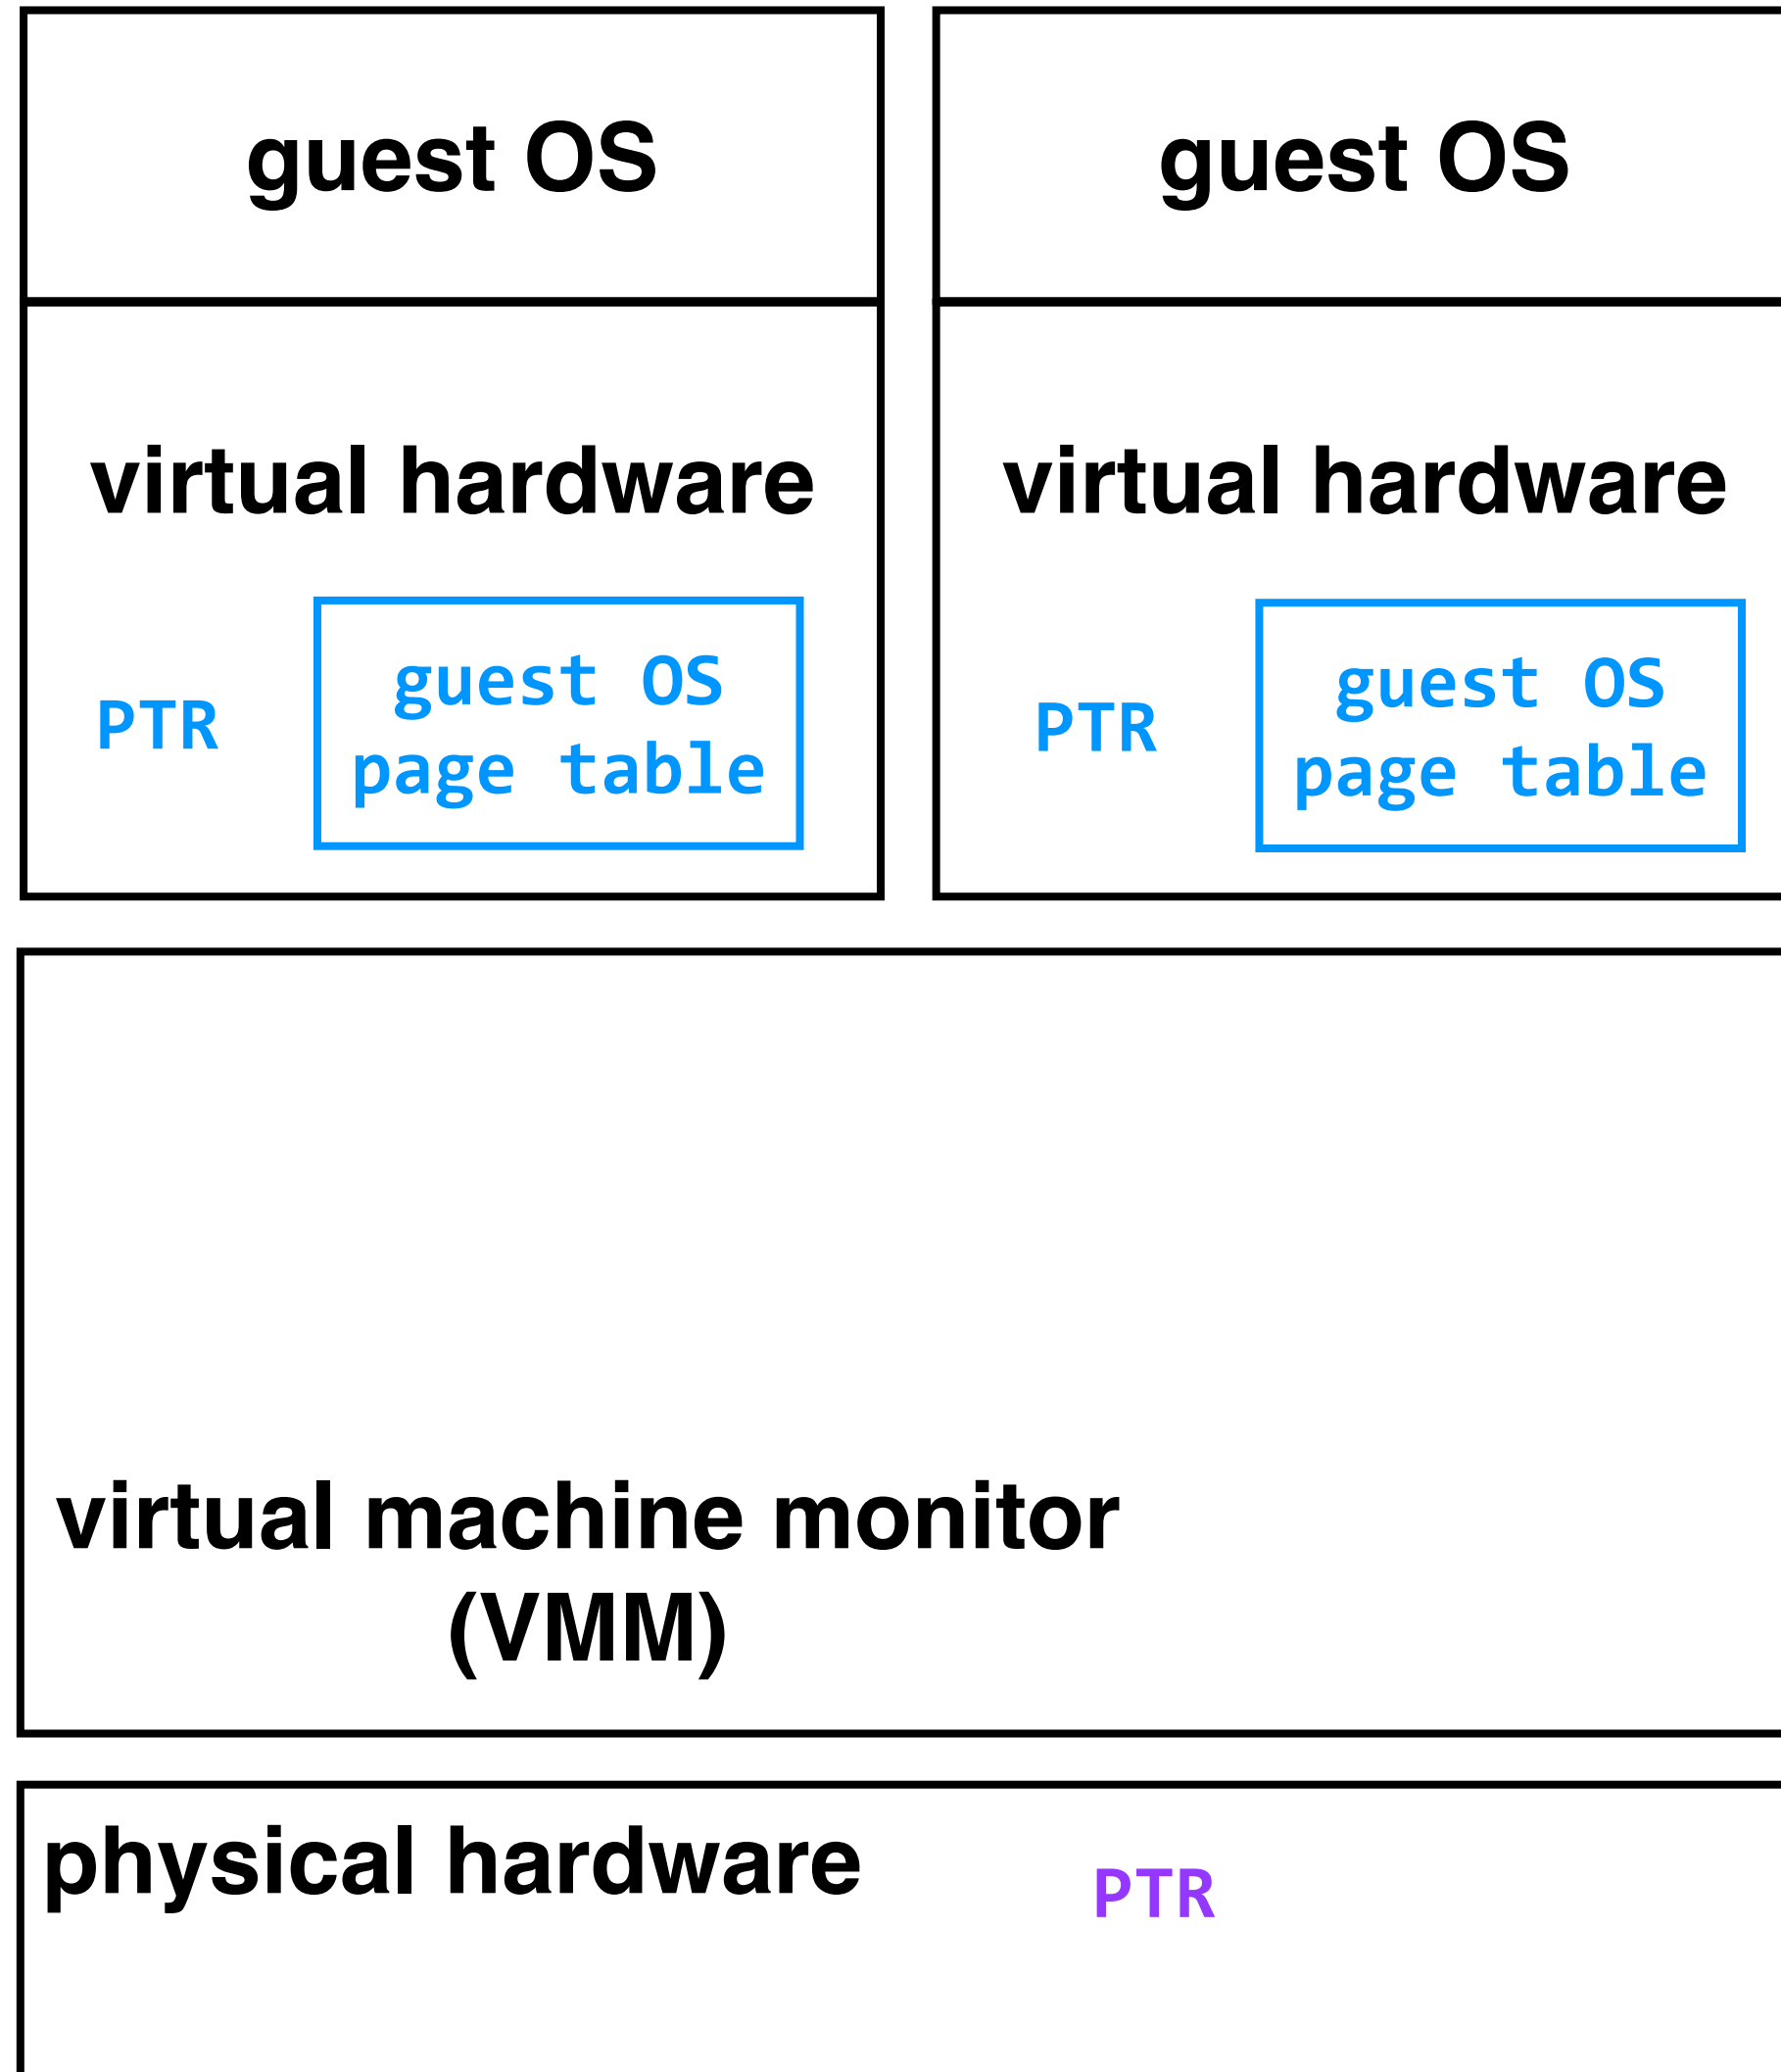 guest OS
guest OS
virtual hardware
virtual hardware
PTR
guest OS
page table
PTR
guest OS
page table
virtual machine monitor
(VMM)
physical hardware
PTR